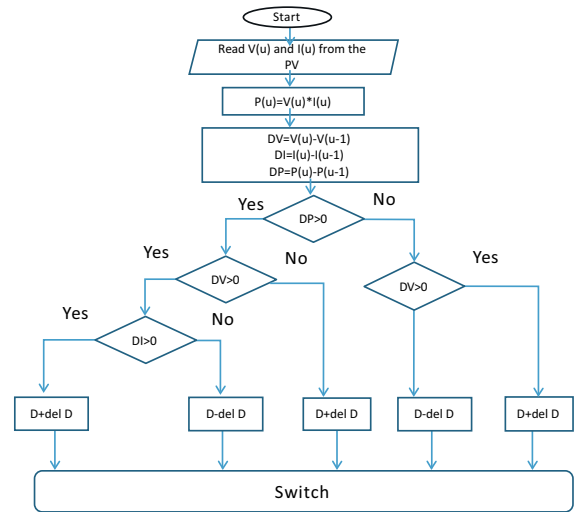 Start
Read V(u) and I(u) from the
PV
P(u)=V(u)*I(u)
DV=V(u)-V(u-1)
DI=I(u)-I(u-1)
DP=P(u)-P(u-1)
Yes
No
DP>0
Yes
No
Yes
DV>0
DV>0
Yes
No
DI>0
D+del D
D-del D
D+del D
D-del D
D+del D
Switch